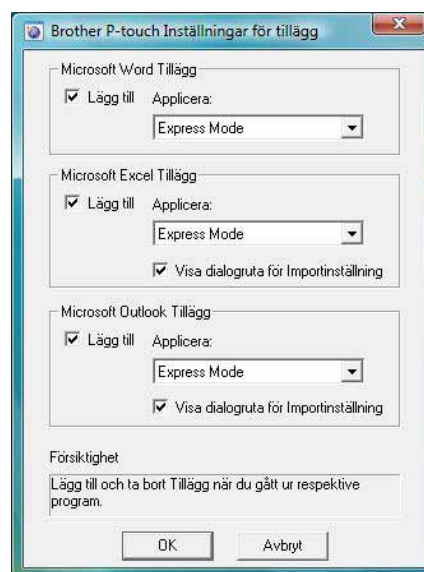 Brother P-touch Inställningar för tillägg
Microsoft Word Tillägg
Lägg till Applicera:
Express Mode
Microsoft Excel Tillägg
Lägg till Applicera:
Express Mode
Visa dialogruta för Importinställning
Microsoft Outlook Tillägg
Lägg till Applicera:
Express Mode
Visa dialogruta för Importinställning
Försiktighet
Lägg till och ta bort Tillägg när du gått ur respektive
program.
OK Avbryt